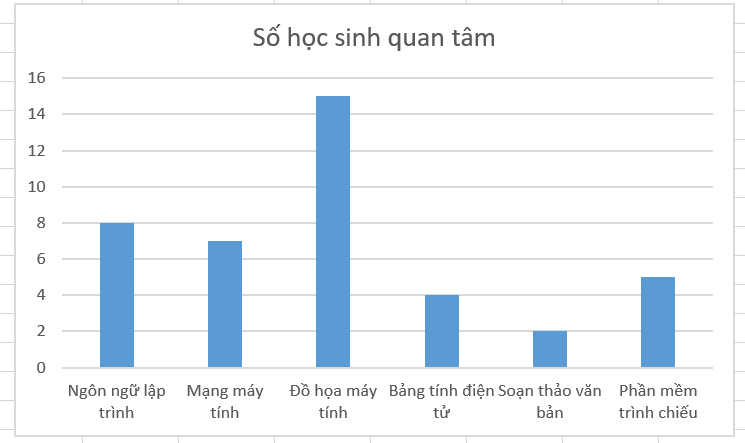 Số học sinh quan tâm
16
14
12
10
8
6
4
2
0
Ngôn ngữ lập trình
Mạng máy tính
Đồ họa máy tính
Bảng tính điện tử
Soạn thảo văn bản
Phần mềm trình chiếu